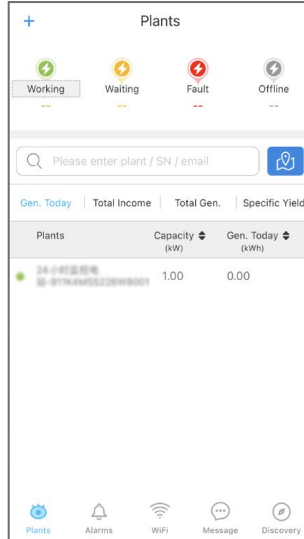 +
Plants
Working Waiting Fault Offline
-- -- -- --
Please enter plant / SN / email
Gen. Today Total Income Total Gen. Specific Yield
Plants Capacity Gen. Today
(kW) (kWh)
1.00 0.00
Plants Alarms WiFi Message Discovery